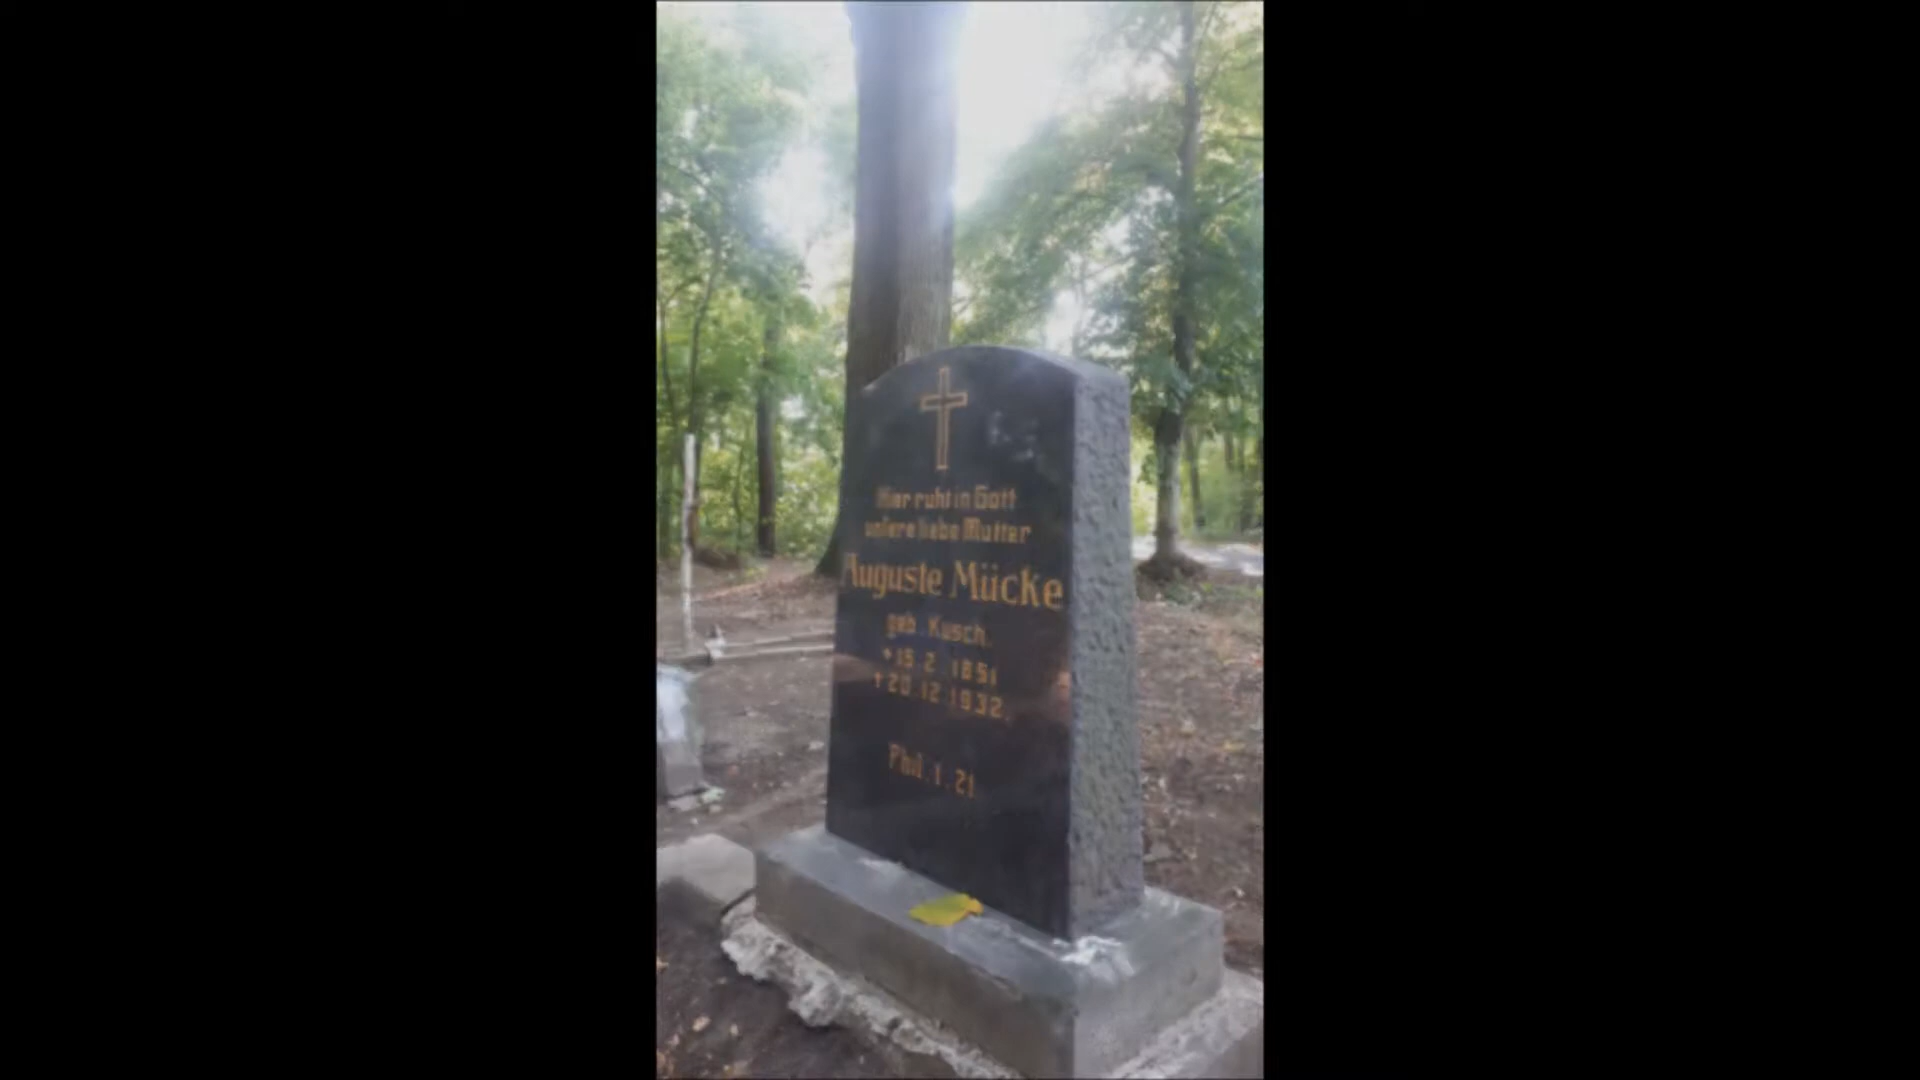 Hier ruht in Gott
unsere liebe Mutter
Auguste Mücke
geb. Kusch.
* 15. 2. 1851
† 20. 12. 1932.
Phil. 1. 21